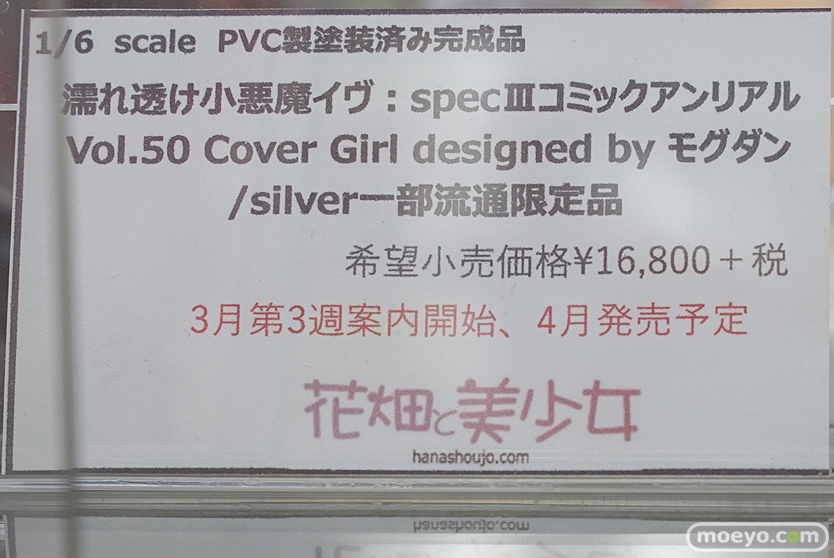 1/6 scale PVC製塗装済み完成品
濡れ透け小悪魔イヴ：specⅢコミックアンリアル
Vol.50 Cover Girl designed by モグダン
/silver一部流通限定品
希望小売価格¥16,800＋税
3月第3週案内開始、4月発売予定
花畑と美少女
hanashoujo.com
hanashoujo.com
moeyo.com